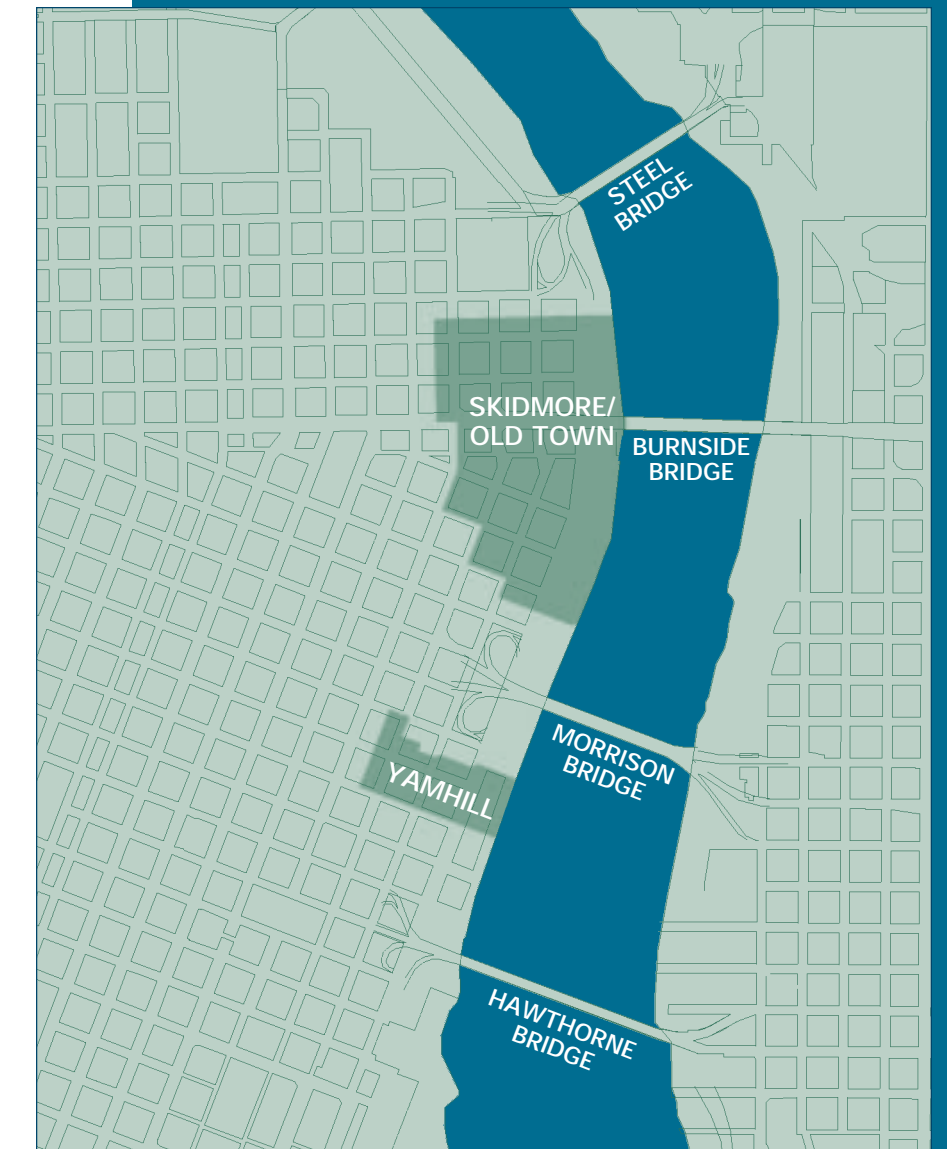 STEEL
BRIDGE
SKIDMORE/
OLD TOWN
BURNSIDE
BRIDGE
MORRISON
BRIDGE
YAMHILL
HAWTHORNE
BRIDGE